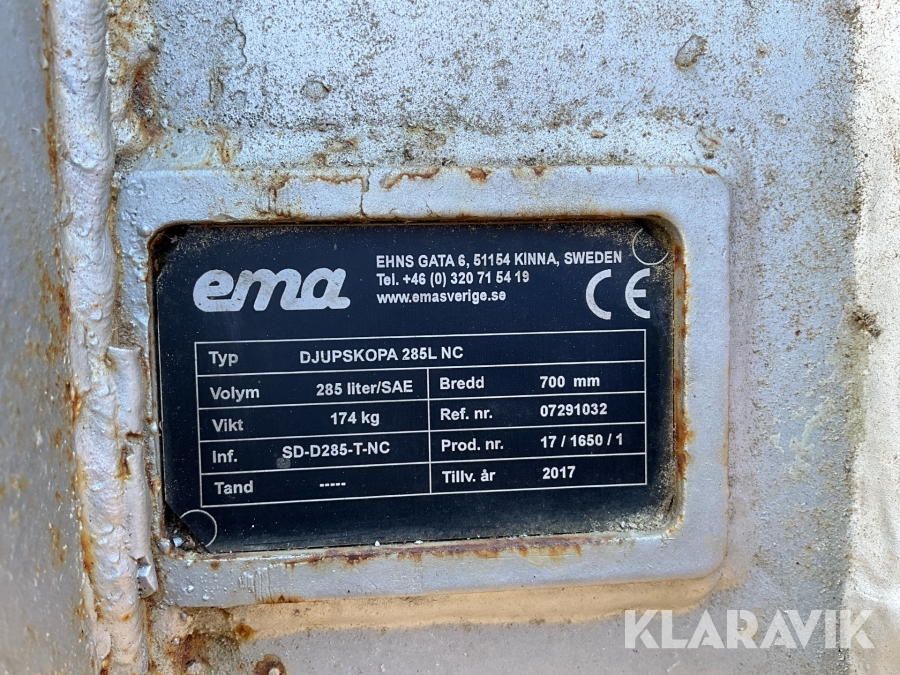 ema
EHNS GATA 6, 51154 KINNA, SWEDEN
Tel. +46 (0) 320 71 54 19
www.emasverige.se
CE
Typ DJUPSKOPA 285L NC
Volym 285 liter/SAE Bredd 700 mm
Vikt 174 kg Ref. nr. 07291032
Inf. SD-D285-T-NC Prod. nr. 17 / 1650 / 1
Tand ----- Tillv. år 2017
KLARAVIK